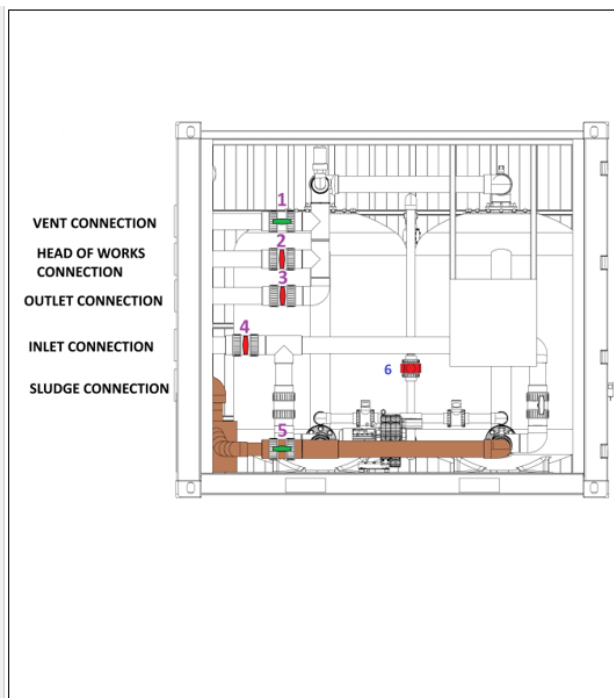 1
VENT CONNECTION
2
HEAD OF WORKS
CONNECTION
3
OUTLET CONNECTION
4
INLET CONNECTION
6
SLUDGE CONNECTION
5